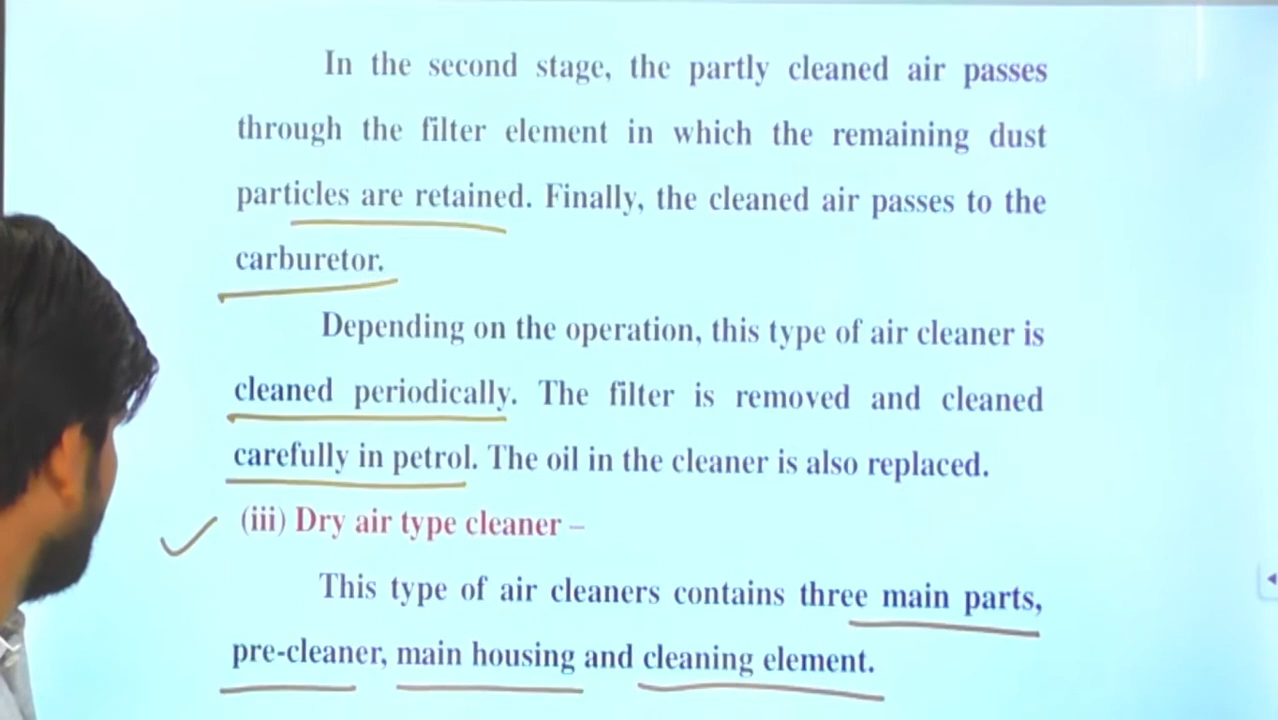 In the second stage, the partly cleaned air passes
through the filter element in which the remaining dust
particles are retained. Finally, the cleaned air passes to the
carburetor.
Depending on the operation, this type of air cleaner is
cleaned periodically. The filter is removed and cleaned
carefully in petrol. The oil in the cleaner is also replaced.
(iii) Dry air type cleaner –
This type of air cleaners contains three main parts,
pre-cleaner, main housing and cleaning element.